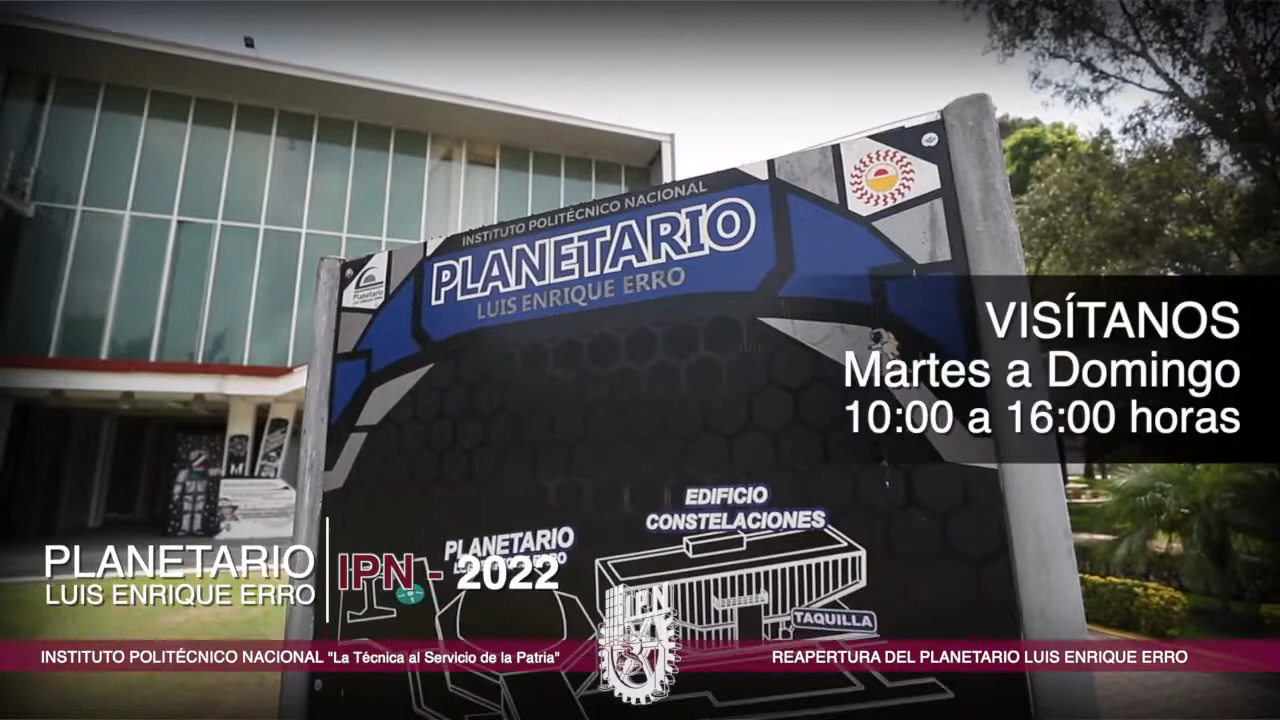 INSTITUTO POLITÉCNICO NACIONAL
PLANETARIO
LUIS ENRIQUE ERRO
Planetario
VISÍTANOS
Martes a Domingo
10:00 a 16:00 horas
EDIFICIO
CONSTELACIONES
PLANETARIO
TAQUILLA
PLANETARIO
LUIS ENRIQUE ERRO
IPN - 2022
IPN
INSTITUTO POLITÉCNICO NACIONAL "La Técnica al Servicio de la Patria"
REAPERTURA DEL PLANETARIO LUIS ENRIQUE ERRO